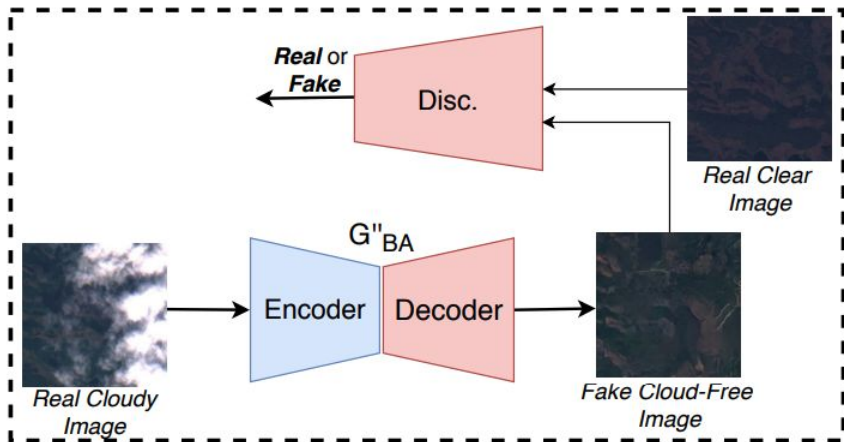 Real or
Fake
Disc.
Real Clear
Image
G"BA
Encoder
Decoder
Real Cloudy
Image
Fake Cloud-Free
Image